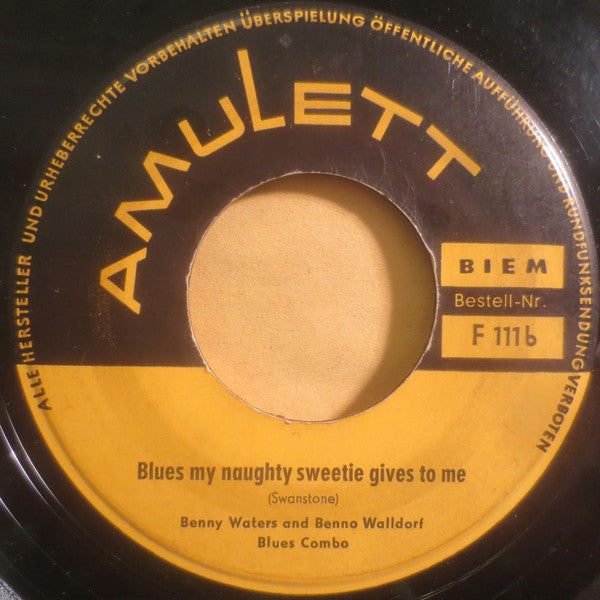 ALLE HERSTELLER UND URHEBERRECHTE VORBEHALTEN ÜBERSPIELUNG ÖFFENTLICHE AUFFÜHRUNG UND RUNDFUNKSENDUNG VERBOTEN
AMULETT
BIEM
Bestell-Nr.
F 111b
Blues my naughty sweetie gives to me
(Swanstone)
Benny Waters and Benno Walldorf
Blues Combo